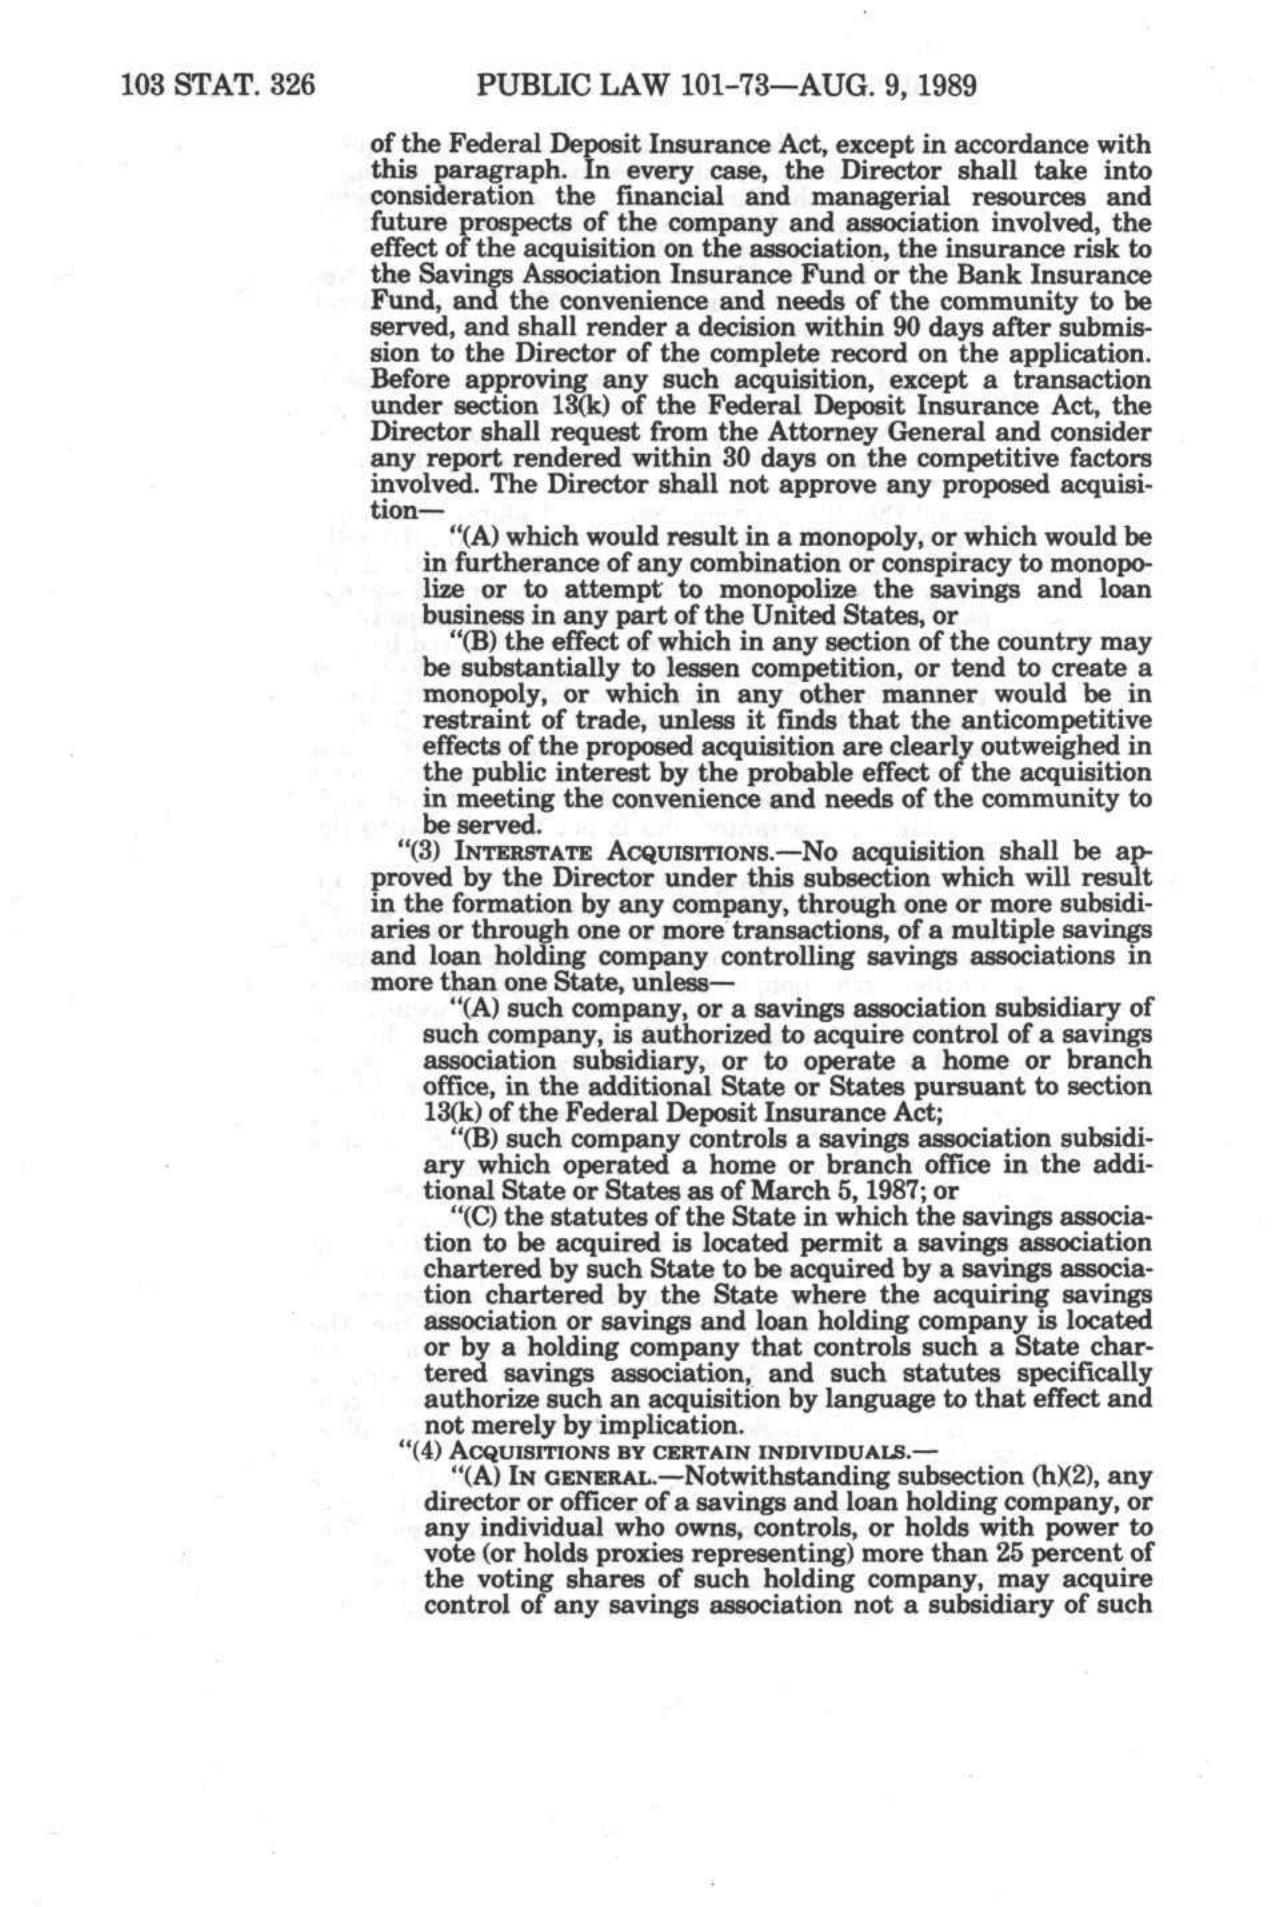 103 STAT. 326 PUBLIC LAW 101-73—AUG. 9, 1989
of the Federal Deposit Insurance Act, except in accordance with
this paragraph. In every case, the Director shall take into
consideration the financial and managerial resources and
future prospects of the company and association involved, the
effect of the acquisition on the association, the insurance risk to
the Savings Association Insurance Fund or the Bank Insurance
Fund, and the convenience and needs of the community to be
served, and shall render a decision within 90 days after submis-
sion to the Director of the complete record on the application.
Before approving any such acquisition, except a transaction
under section 13(k) of the Federal Deposit Insurance Act, the
Director shall request from the Attorney General and consider
any report rendered within 30 days on the competitive factors
involved. The Director shall not approve any proposed acquisi-
tion—
"(A) which would result in a monopoly, or which would be
in furtherance of any combination or conspiracy to monopo-
lize or to attempt to monopolize the savings and loan
business in any part of the United States, or
"(B) the effect of which in any section of the country may
be substantially to lessen competition, or tend to create a
monopoly, or which in any other manner would be in
restraint of trade, unless it finds that the anticompetitive
effects of the proposed acquisition are clearly outweighed in
the public interest by the probable effect of the acquisition
in meeting the convenience and needs of the community to
be served.
"(3) INTERSTATE ACQUISITIONS.—No acquisition shall be ap-
proved by the Director under this subsection which will result
in the formation by any company, through one or more subsidi-
aries or through one or more transactions, of a multiple savings
and loan holding company controlling savings associations in
more than one State, unless—
"(A) such company, or a savings association subsidiary of
such company, is authorized to acquire control of a savings
association subsidiary, or to operate a home or branch
office, in the additional State or States pursuant to section
13(k) of the Federal Deposit Insurance Act;
"(B) such company controls a savings association subsidi-
ary which operated a home or branch office in the addi-
tional State or States as of March 5, 1987; or
"(C) the statutes of the State in which the savings associa-
tion to be acquired is located permit a savings association
chartered by such State to be acquired by a savings associa-
tion chartered by the State where the acquiring savings
association or savings and loan holding company is located
or by a holding company that controls such a State char-
tered savings association, and such statutes specifically
authorize such an acquisition by language to that effect and
not merely by implication.
"(4) ACQUISITIONS BY CERTAIN INDIVIDUALS.—
"(A) IN GENERAL.—Notwithstanding subsection (h)(2), any
director or officer of a savings and loan holding company, or
any individual who owns, controls, or holds with power to
vote (or holds proxies representing) more than 25 percent of
the voting shares of such holding company, may acquire
control of any savings association not a subsidiary of such